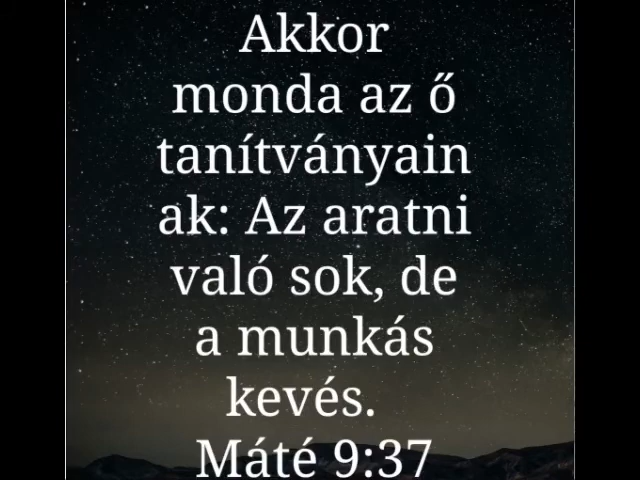 Akkor
monda az ő
tanítványain
ak: Az aratni
való sok, de
a munkás
kevés.
Máté 9:37